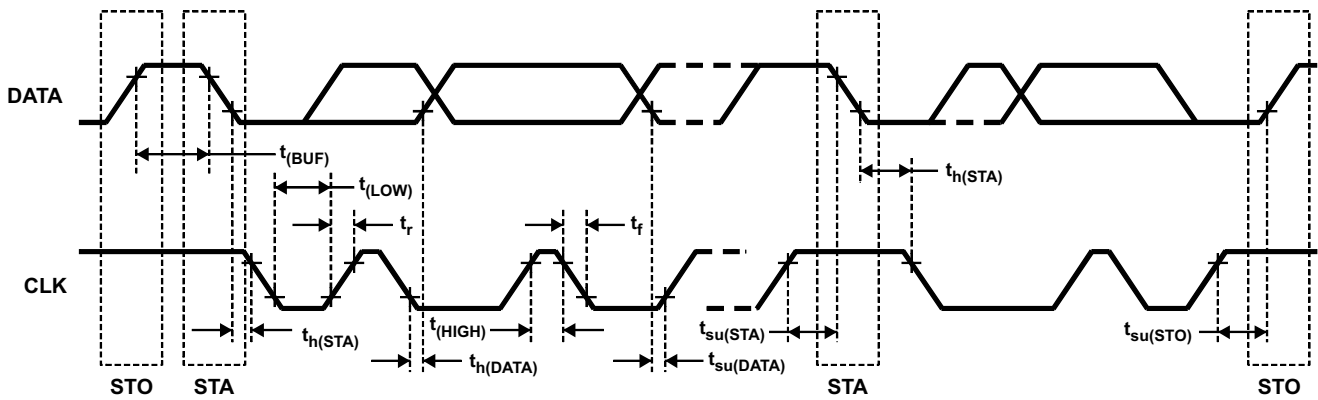 DATA
t(BUF)
t(LOW)
th(STA)
tr
tf
CLK
th(STA)
t(HIGH)
th(DATA)
tsu(DATA)
tsu(STA)
tsu(STO)
STO
STA
STA
STO